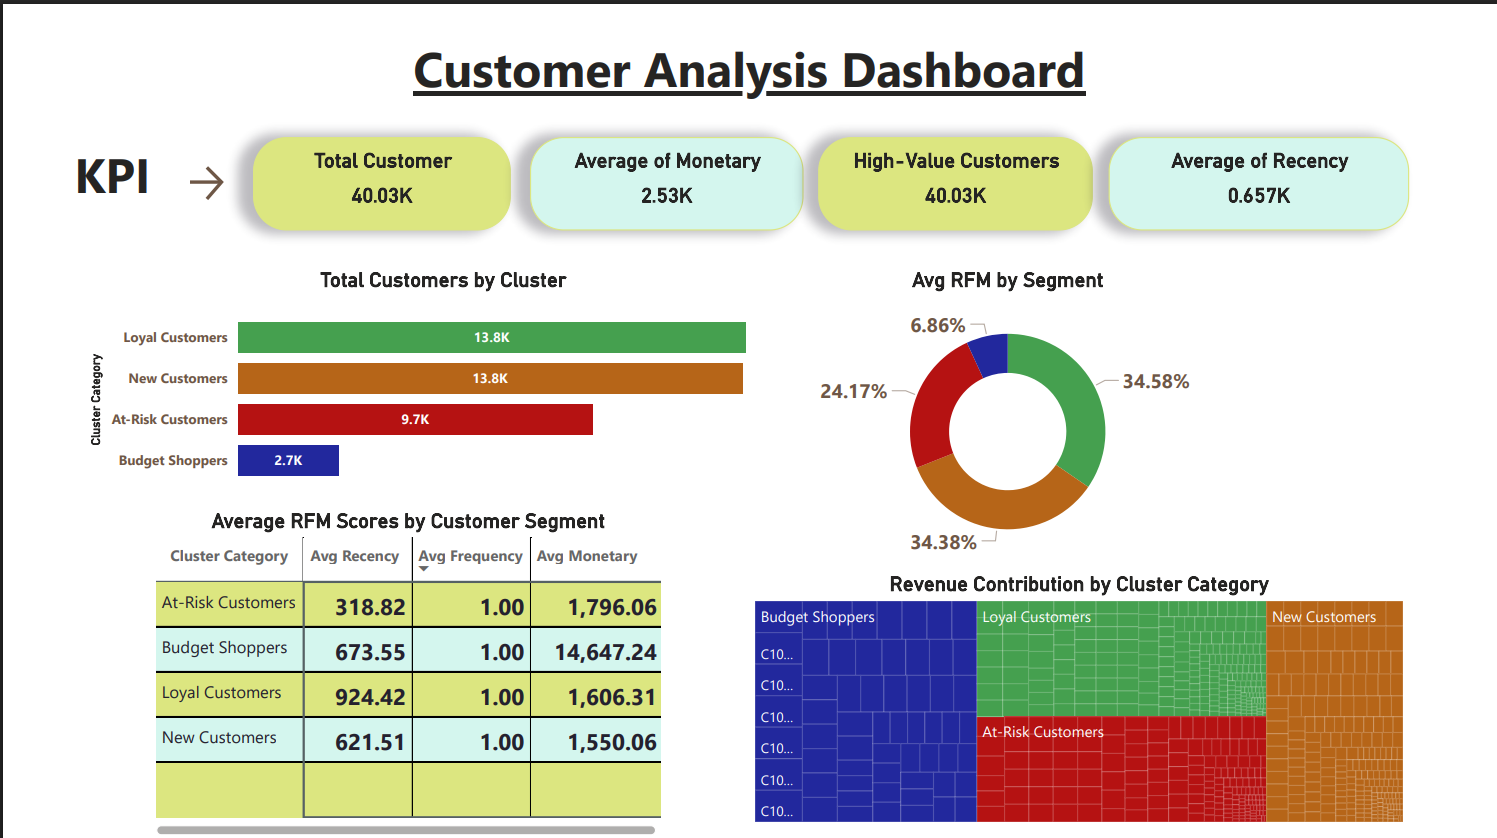 Customer Analysis Dashboard
KPI
Total Customer
40.03K
Average of Monetary
2.53K
High-Value Customers
40.03K
Average of Recency
0.657K
Total Customers by Cluster
Cluster Category
Loyal Customers 13.8K
New Customers 13.8K
At-Risk Customers 9.7K
Budget Shoppers 2.7K
Avg RFM by Segment
6.86%
34.58%
24.17%
34.38%
Average RFM Scores by Customer Segment
Cluster Category Avg Recency Avg Frequency Avg Monetary
At-Risk Customers 318.82 1.00 1,796.06
Budget Shoppers 673.55 1.00 14,647.24
Loyal Customers 924.42 1.00 1,606.31
New Customers 621.51 1.00 1,550.06
Revenue Contribution by Cluster Category
Budget Shoppers
C10...
C10...
C10...
C10...
C10...
C10...
Loyal Customers
At-Risk Customers
New Customers